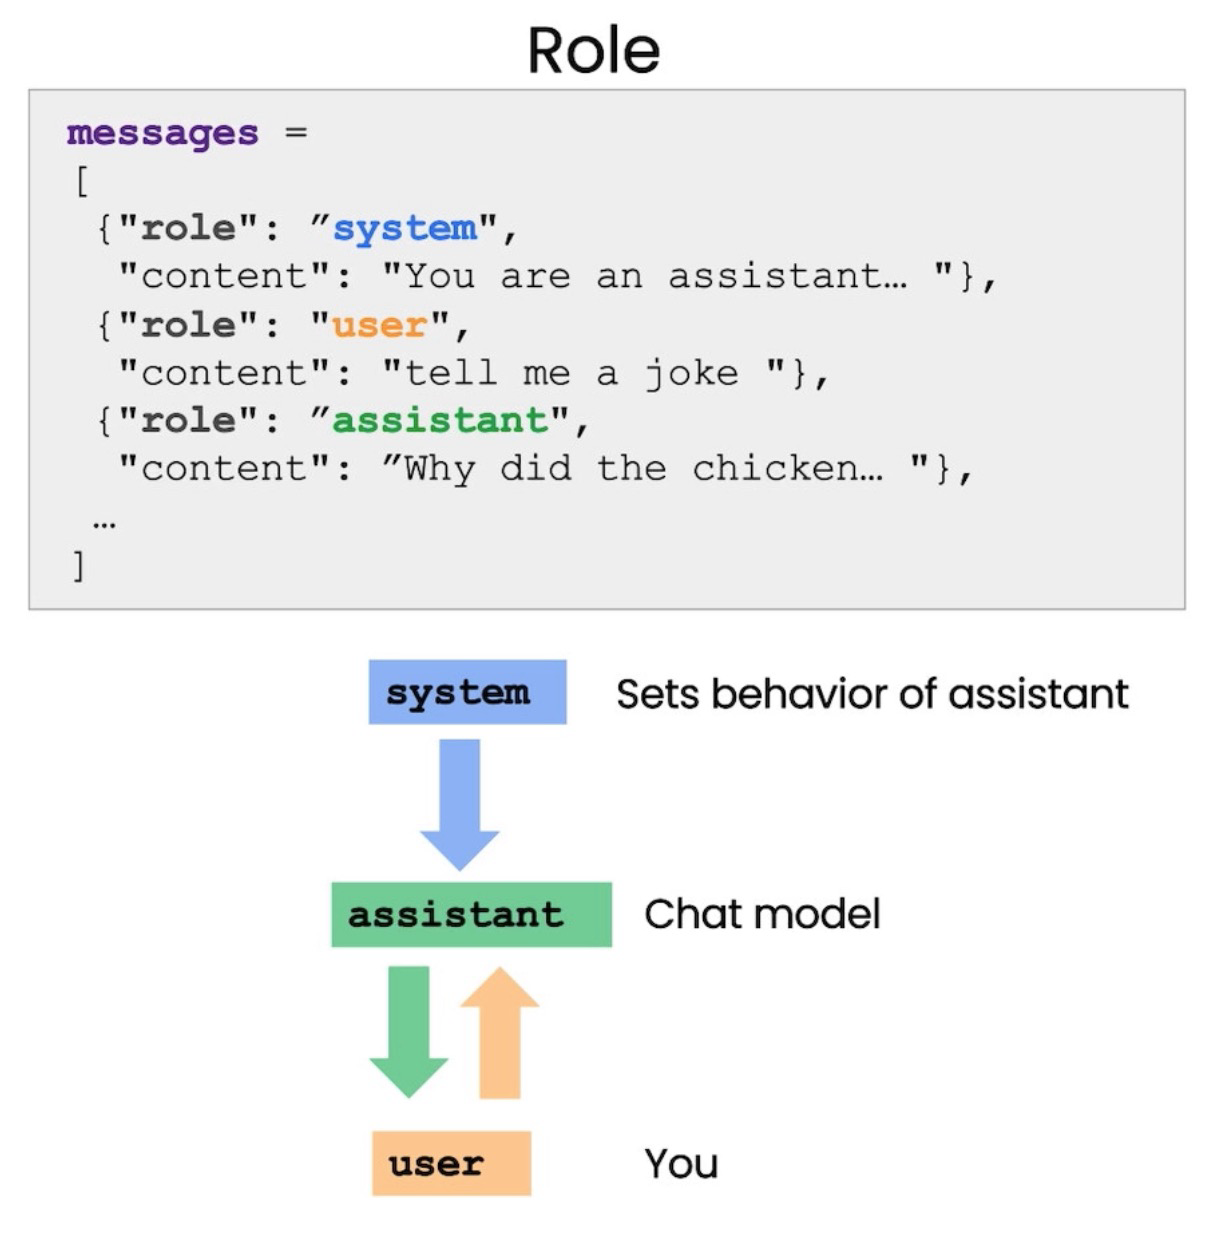 Role
messages =
[
{"role": ”system",
"content": "You are an assistant… "},
{"role": "user",
"content": "tell me a joke "},
{"role": ”assistant",
"content": ”Why did the chicken… "},
…
]
system Sets behavior of assistant
assistant Chat model
user You